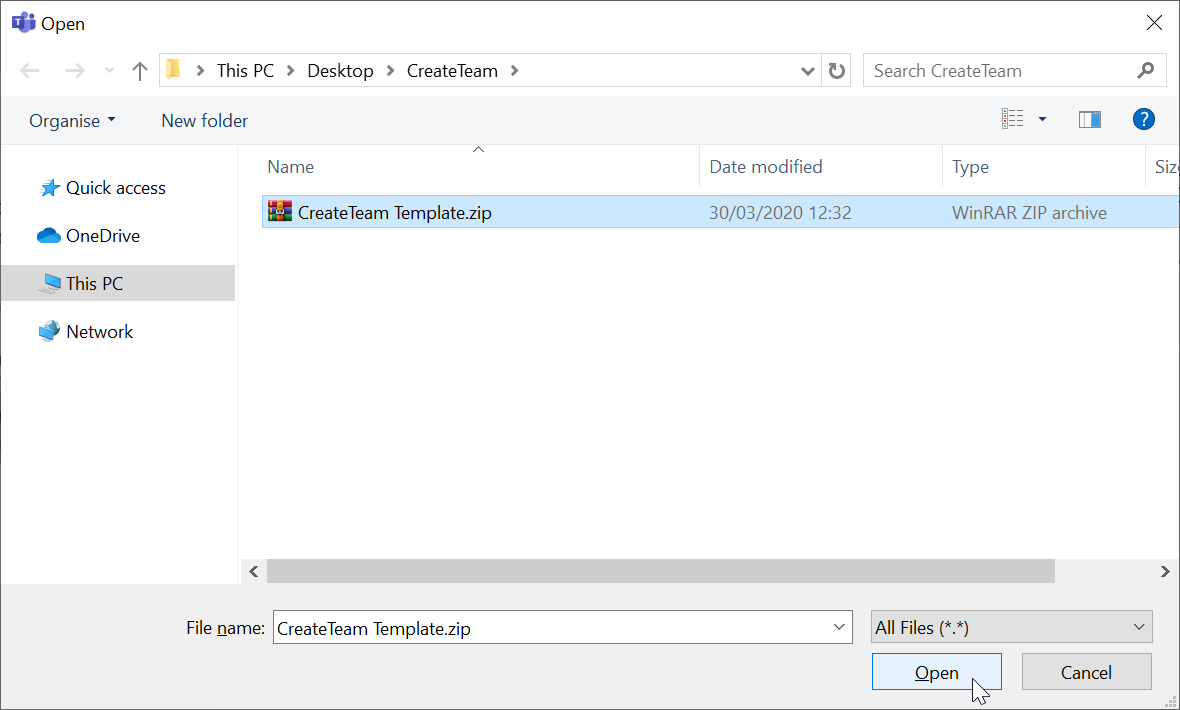 Open
This PC > Desktop > CreateTeam >
Search CreateTeam
Organise
New folder
?
Name
Date modified
Type
Siz
Quick access
OneDrive
This PC
Network
CreateTeam Template.zip
30/03/2020 12:32
WinRAR ZIP archive
File name:
CreateTeam Template.zip
All Files (*.*)
Open
Cancel